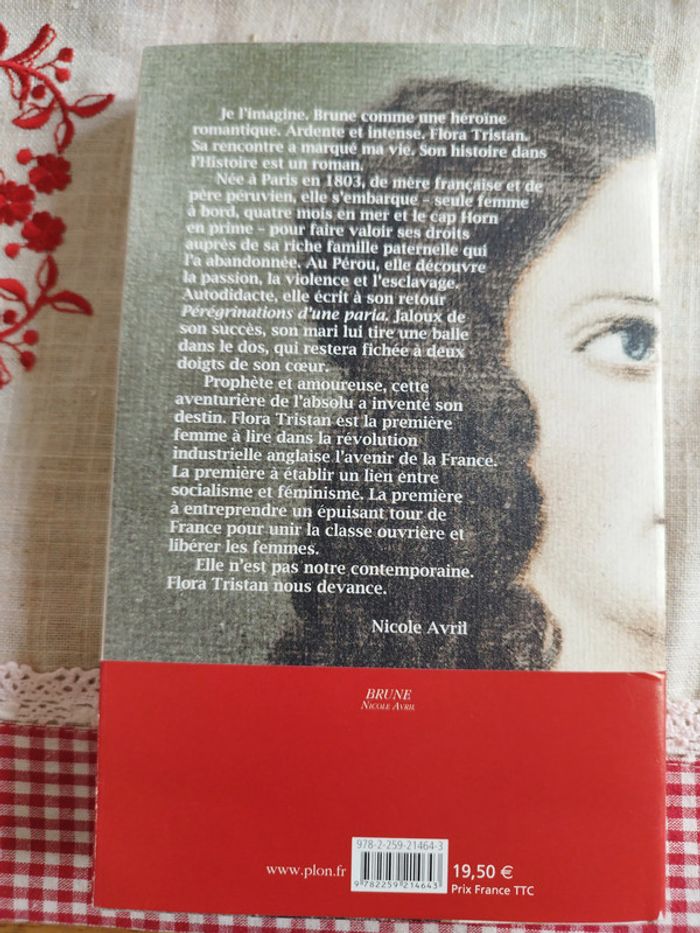 Je l'imagine. Brune comme une héroïne
romantique. Ardente et intense. Flora Tristan.
Sa rencontre a marqué ma vie. Son histoire dans
l'Histoire est un roman.
Née à Paris en 1803, de mère française et de
père péruvien, elle s'embarque – seule femme
à bord, quatre mois en mer et le cap Horn
en prime – pour faire valoir ses droits
auprès de sa riche famille paternelle qui
l'a abandonnée. Au Pérou, elle découvre
la passion, la violence et l'esclavage.
Autodidacte, elle écrit à son retour
Pérégrinations d'une paria. Jaloux de
son succès, son mari lui tire une balle
dans le dos, qui restera fichée à deux
doigts de son cœur.
Prophète et amoureuse, cette
aventurière de l'absolu a inventé son
destin. Flora Tristan est la première
femme à lire dans la révolution
industrielle anglaise l'avenir de la France.
La première à établir un lien entre
socialisme et féminisme. La première
à entreprendre un épuisant tour de
France pour unir la classe ouvrière et
libérer les femmes.
Elle n'est pas notre contemporaine.
Flora Tristan nous devance.
Nicole Avril
BRUNE
NICOLE AVRIL
978-2-259-21464-3
www.plon.fr
9 782259 214643
19,50 €
Prix France TTC